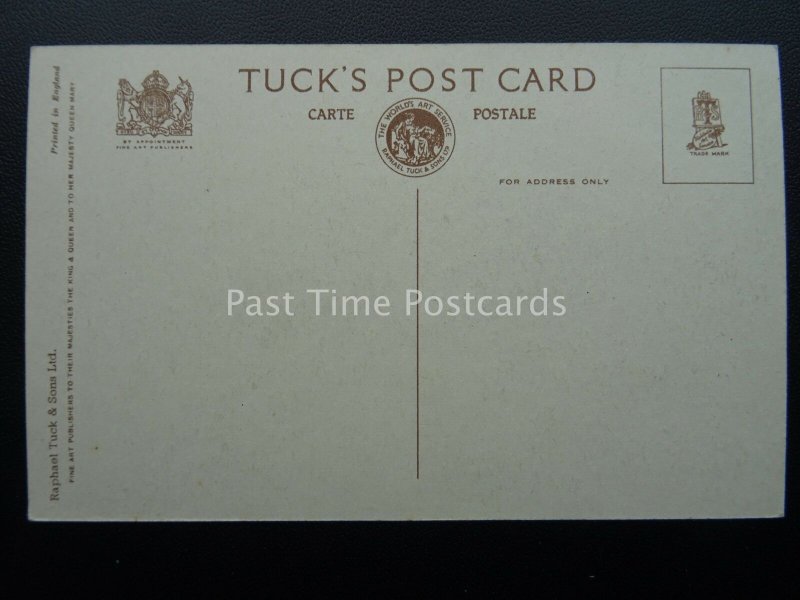 TUCK'S POST CARD
CARTE POSTALE
THE WORLD'S ART SERVICE
RAPHAEL TUCK & SONS LTD
BY APPOINTMENT
FINE ART PUBLISHERS
TRADE MARK
FOR ADDRESS ONLY
Printed in England
Raphael Tuck & Sons Ltd.
FINE ART PUBLISHERS TO THEIR MAJESTIES THE KING & QUEEN AND TO HER MAJESTY QUEEN MARY
Past Time Postcards